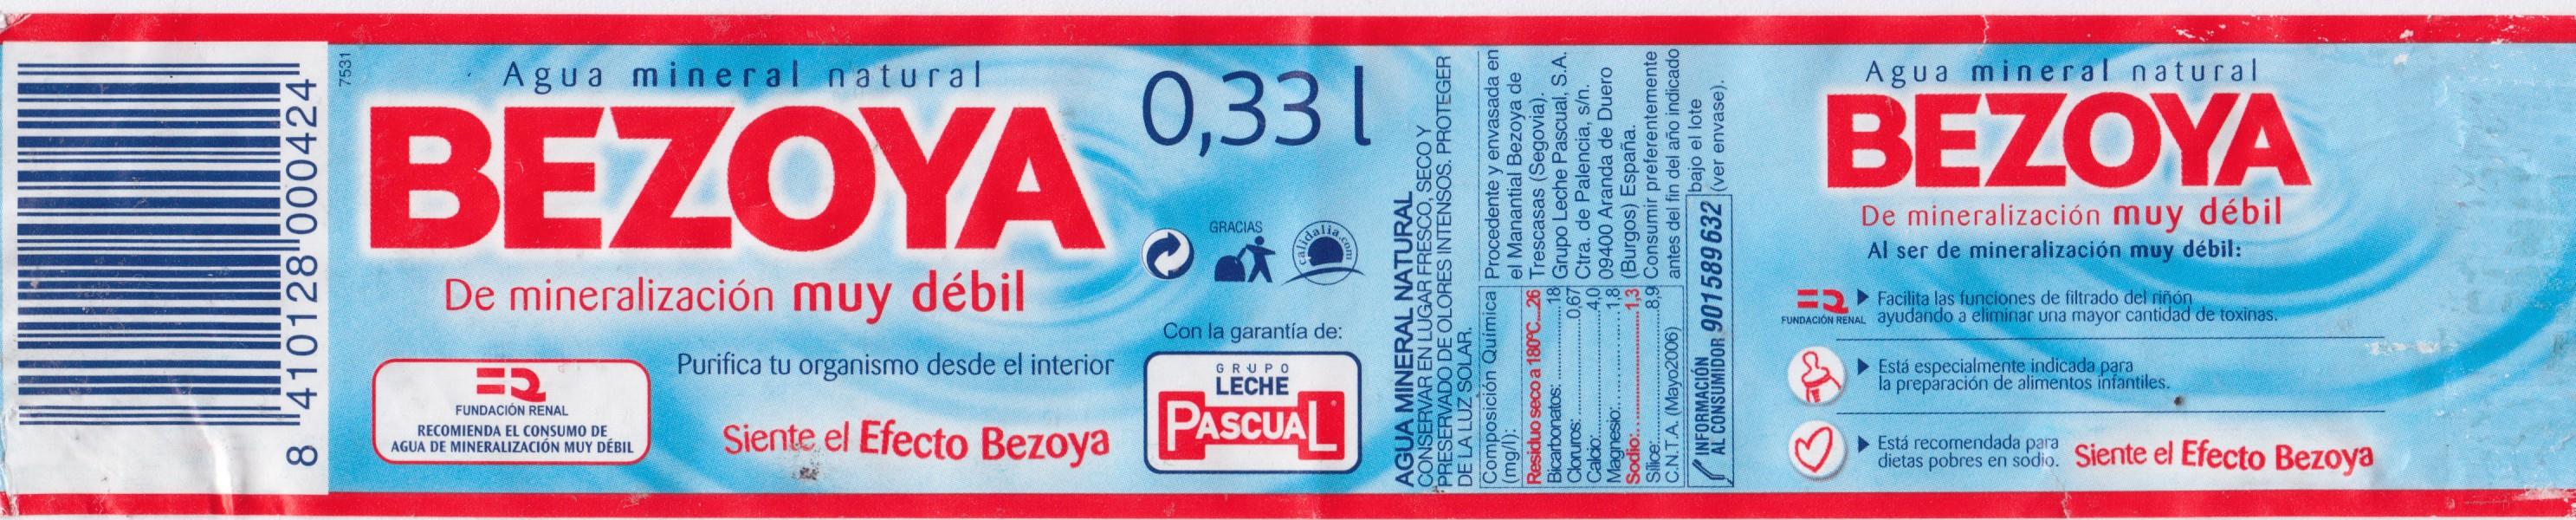 8 410128 000424
7531
Agua mineral natural
BEZOYA
De mineralización muy débil
FUNDACIÓN RENAL
RECOMIENDA EL CONSUMO DE
AGUA DE MINERALIZACIÓN MUY DÉBIL
Purifica tu organismo desde el interior
Siente el Efecto Bezoya
0,33 l
GRACIAS
calidalia.com
Con la garantía de:
GRUPO
LECHE
PASCUAL
AGUA MINERAL NATURAL
CONSERVAR EN LUGAR FRESCO, SECO Y
PRESERVADO DE OLORES INTENSOS. PROTEGER
DE LA LUZ SOLAR.
Composición Química
(mg/l):
Residuo seco a 180ºC....26
Bicarbonatos: ............18
Cloruros:................0,67
Calcio:....................4,0
Magnesio:...............1,8
Sodio:....................1,3
Sílice:....................8,9
C.N.T.A. (Mayo2006)
Procedente y envasada en
el Manantial Bezoya de
Trescasas (Segovia).
Grupo Leche Pascual, S.A.
Ctra. de Palencia, s/n.
09400 Aranda de Duero
(Burgos) España.
Consumir preferentemente
antes del fin del año indicado
bajo el lote
(ver envase).
INFORMACIÓN
AL CONSUMIDOR 901 589 632
Agua mineral natural
BEZOYA
De mineralización muy débil
Al ser de mineralización muy débil:
FUNDACIÓN RENAL
Facilita las funciones de filtrado del riñón
ayudando a eliminar una mayor cantidad de toxinas.
Está especialmente indicada para
la preparación de alimentos infantiles.
Está recomendada para
dietas pobres en sodio.
Siente el Efecto Bezoya